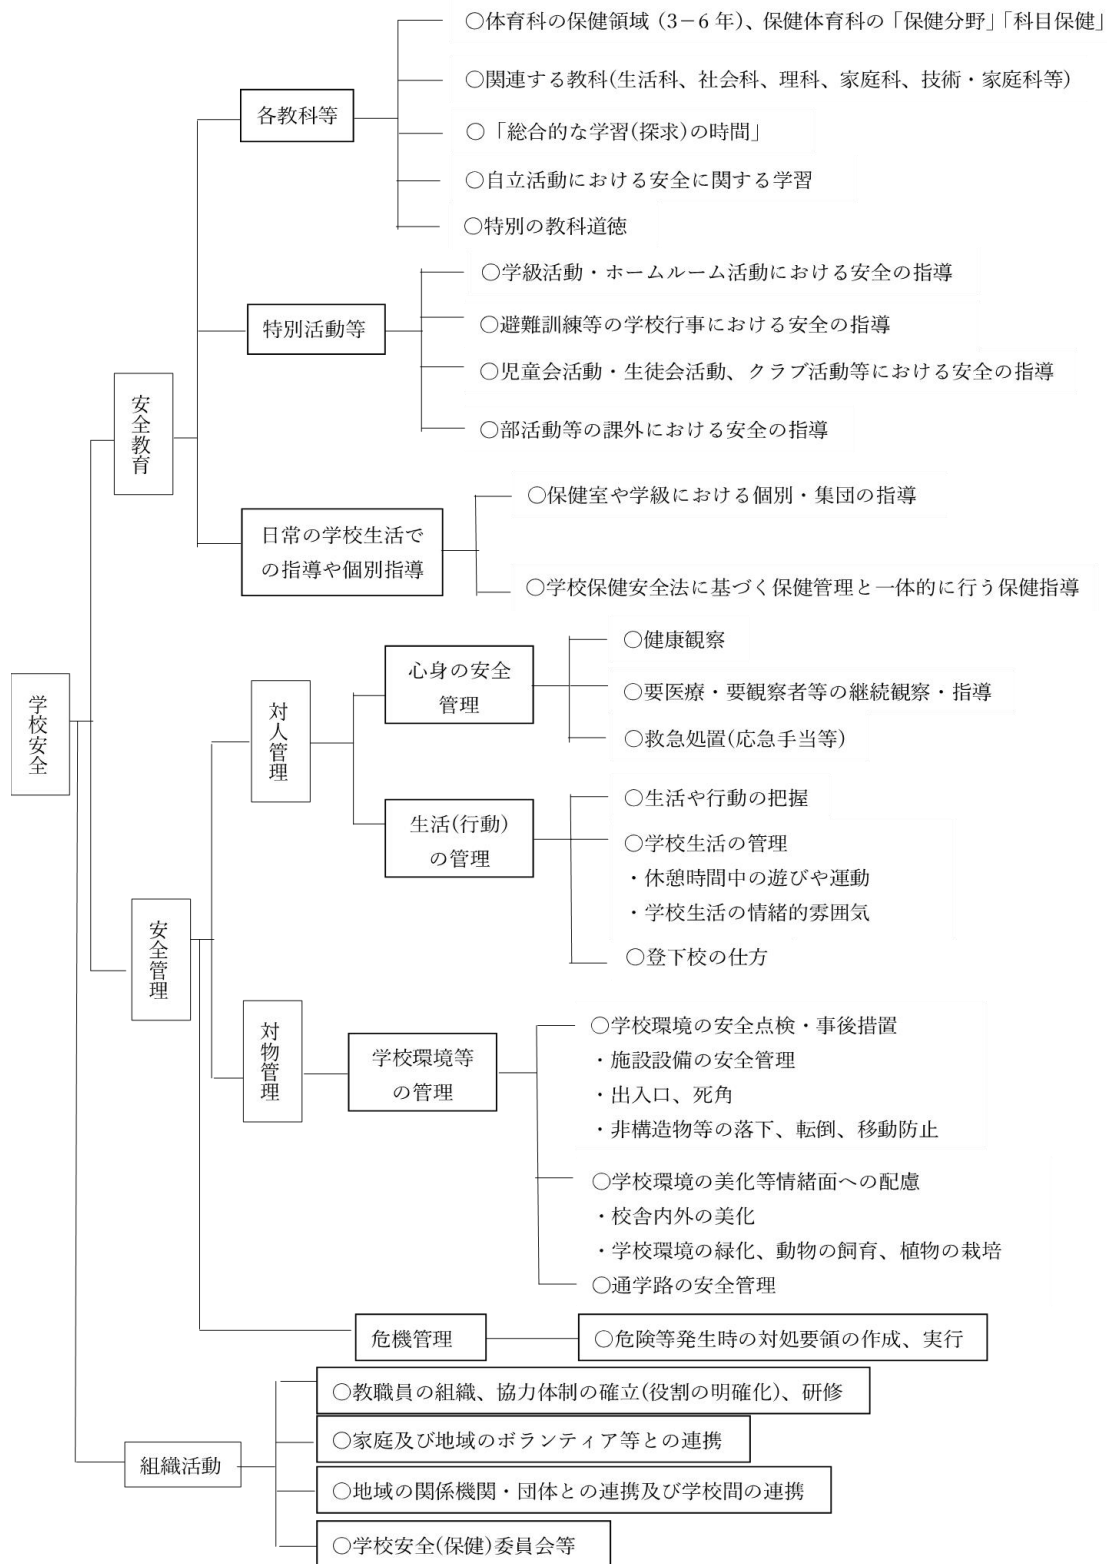 学校安全
安全教育
各教科等
○体育科の保健領域(3−6年)、保健体育科の「保健分野」「科目保健」
○関連する教科(生活科、社会科、理科、家庭科、技術・家庭科等)
○「総合的な学習(探求)の時間」
○自立活動における安全に関する学習
○特別の教科道徳
特別活動等
○学級活動・ホームルーム活動における安全の指導
○避難訓練等の学校行事における安全の指導
○児童会活動・生徒会活動、クラブ活動等における安全の指導
○部活動等の課外における安全の指導
日常の学校生活で
の指導や個別指導
○保健室や学級における個別・集団の指導
○学校保健安全法に基づく保健管理と一体的に行う保健指導
安全管理
対人管理
心身の安全
管理
○健康観察
○要医療・要観察者等の継続観察・指導
○救急処置(応急手当等)
生活(行動)
の管理
○生活や行動の把握
○学校生活の管理
・休憩時間中の遊びや運動
・学校生活の情緒的雰囲気
○登下校の仕方
対物管理
学校環境等
の管理
○学校環境の安全点検・事後措置
・施設設備の安全管理
・出入口、死角
・非構造物等の落下、転倒、移動防止
○学校環境の美化等情緒面への配慮
・校舎内外の美化
・学校環境の緑化、動物の飼育、植物の栽培
○通学路の安全管理
危機管理
○危険等発生時の対処要領の作成、実行
組織活動
○教職員の組織、協力体制の確立(役割の明確化)、研修
○家庭及び地域のボランティア等との連携
○地域の関係機関・団体との連携及び学校間の連携
○学校安全(保健)委員会等